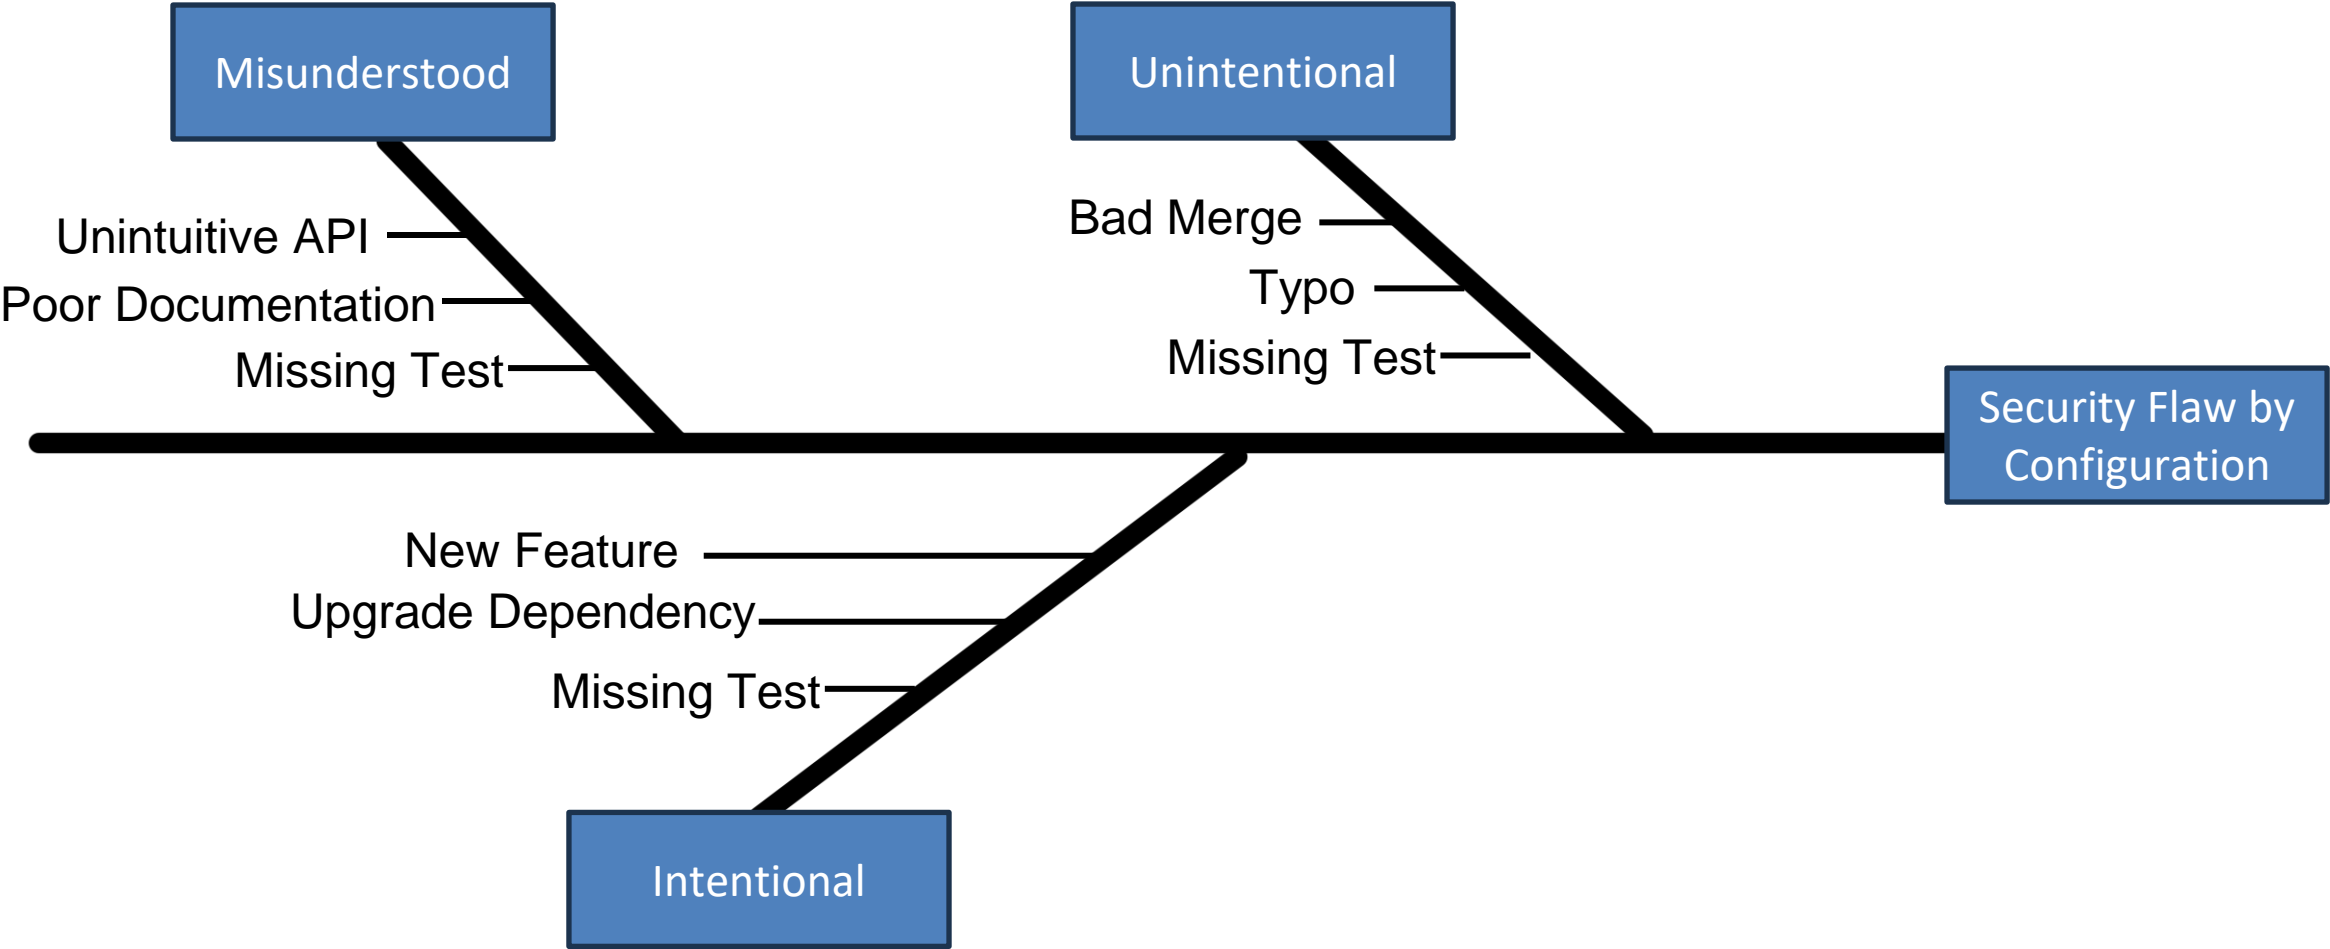 Misunderstood
Unintentional
Unintuitive API
Poor Documentation
Missing Test
Bad Merge
Typo
Missing Test
Security Flaw by
Configuration
New Feature
Upgrade Dependency
Missing Test
Intentional